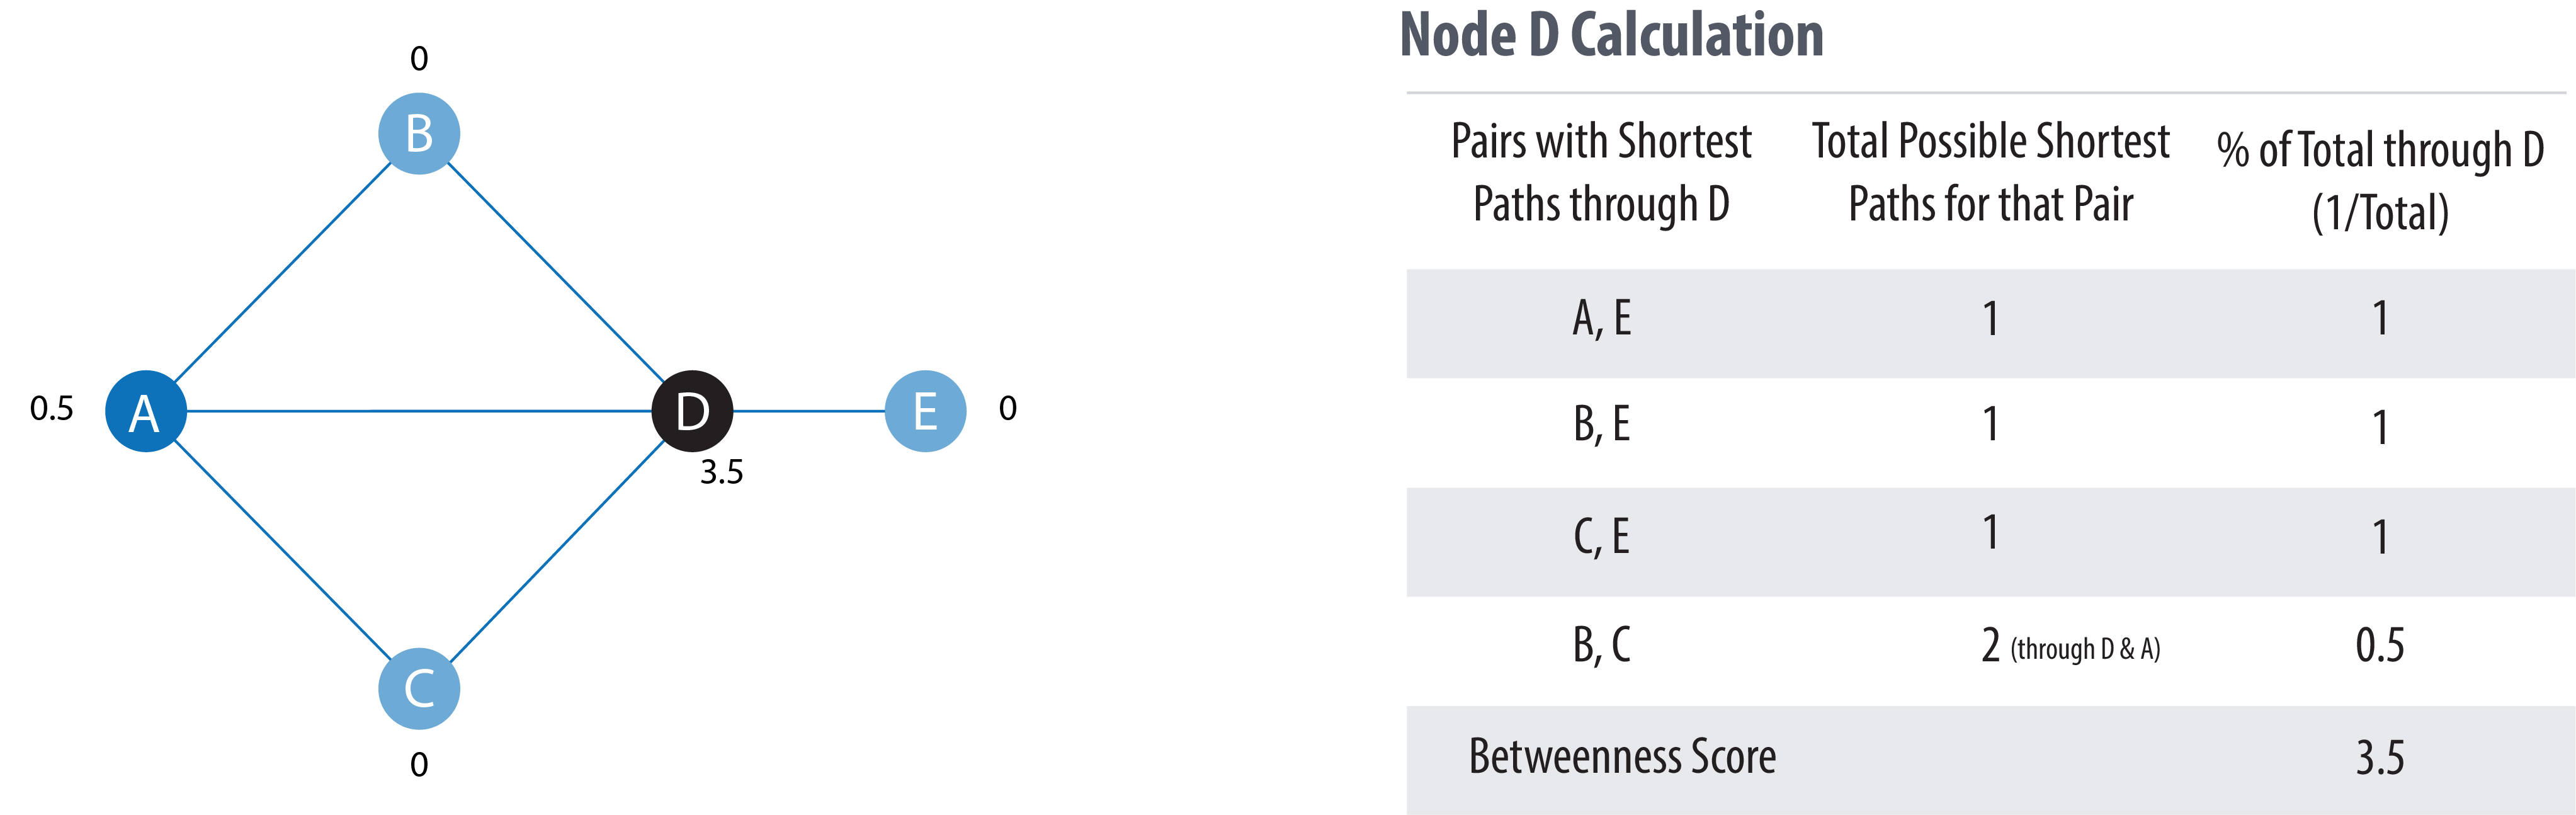 0
B
0.5
A
D
E
0
3.5
C
0
Node D Calculation
Pairs with Shortest
Paths through D
Total Possible Shortest
Paths for that Pair
% of Total through D
(1/Total)
A, E
1
1
B, E
1
1
C, E
1
1
B, C
2 (through D & A)
0.5
Betweenness Score
3.5